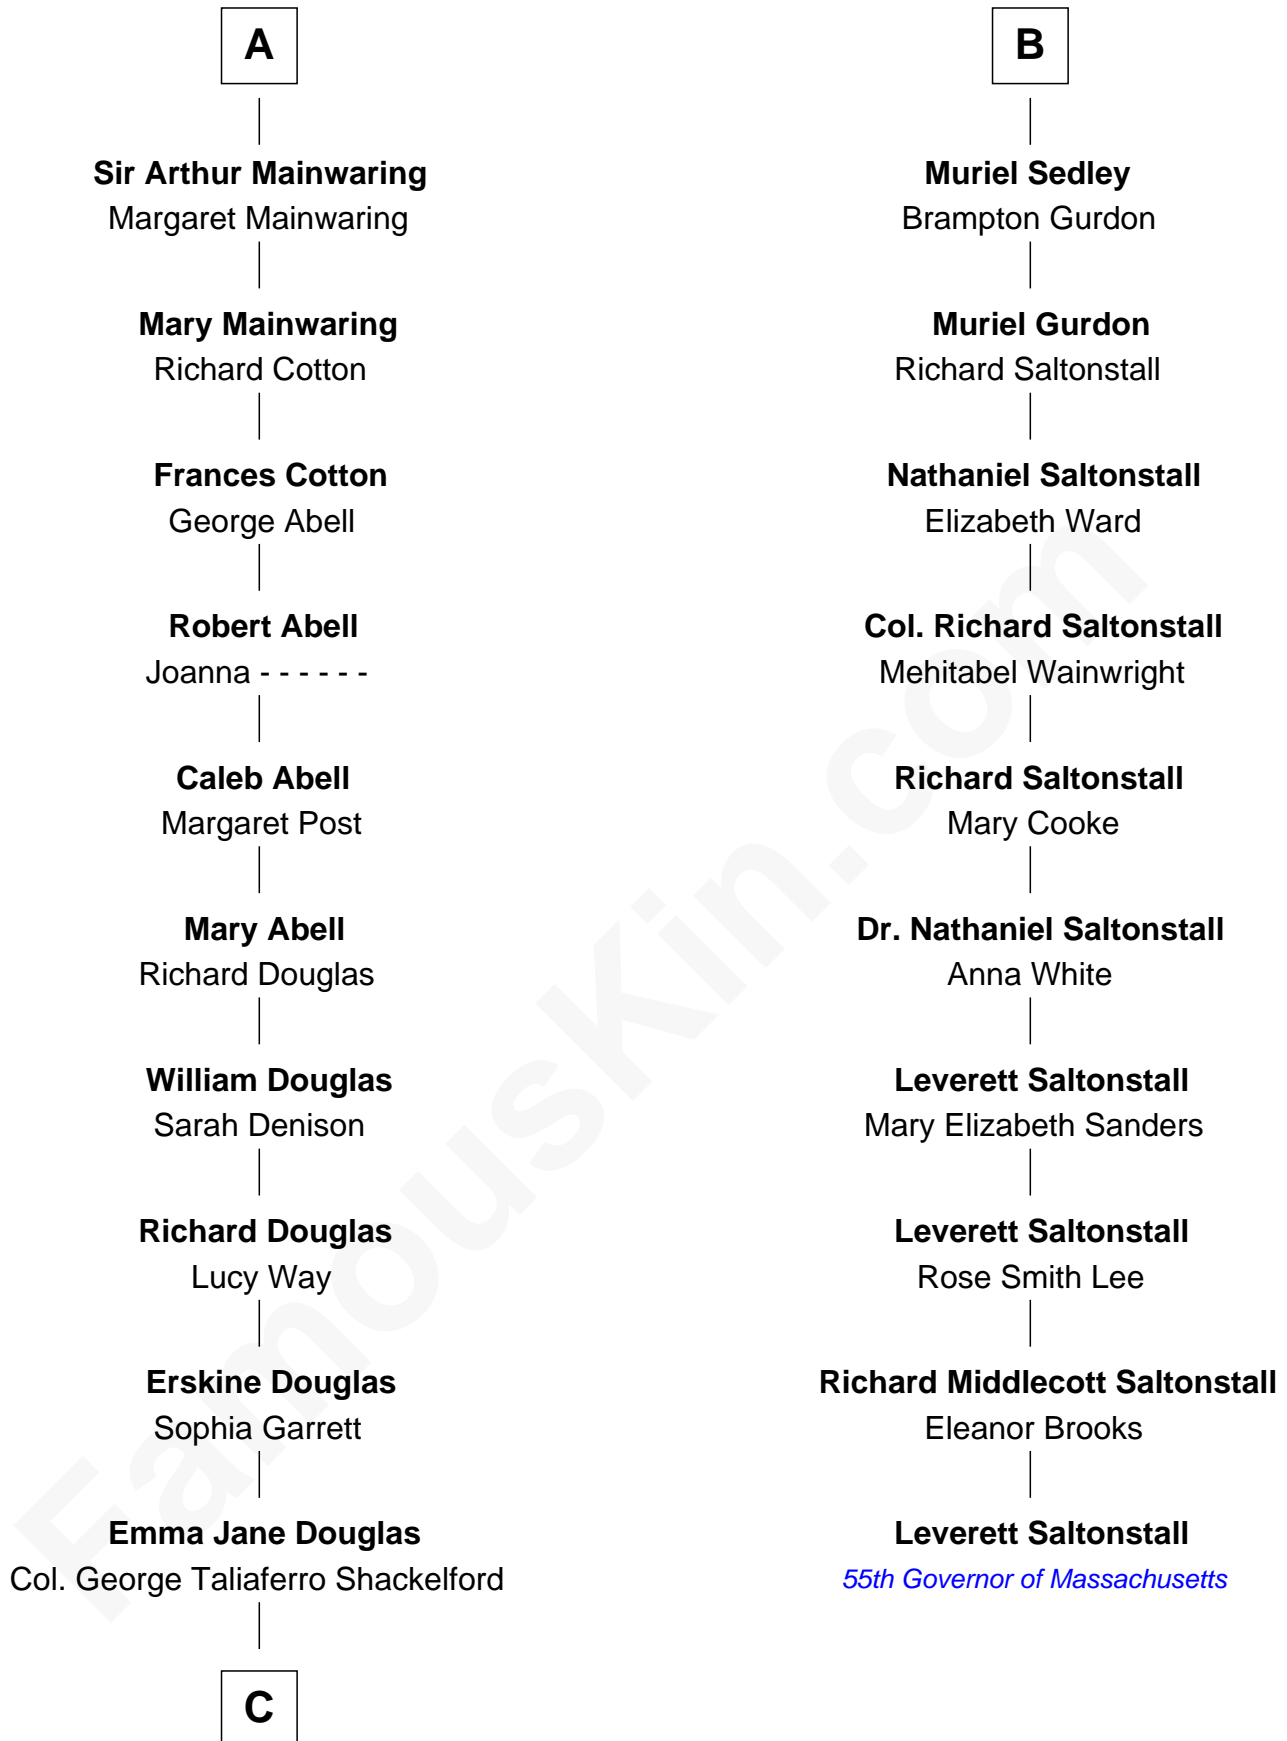 A
Sir Arthur Mainwaring
Margaret Mainwaring
Mary Mainwaring
Richard Cotton
Frances Cotton
George Abell
Robert Abell
Joanna - - - - - -
Caleb Abell
Margaret Post
Mary Abell
Richard Douglas
William Douglas
Sarah Denison
Richard Douglas
Lucy Way
Erskine Douglas
Sophia Garrett
Emma Jane Douglas
Col. George Taliaferro Shackelford
C
B
Muriel Sedley
Brampton Gurdon
Muriel Gurdon
Richard Saltonstall
Nathaniel Saltonstall
Elizabeth Ward
Col. Richard Saltonstall
Mehitabel Wainwright
Richard Saltonstall
Mary Cooke
Dr. Nathaniel Saltonstall
Anna White
Leverett Saltonstall
Mary Elizabeth Sanders
Leverett Saltonstall
Rose Smith Lee
Richard Middlecott Saltonstall
Eleanor Brooks
Leverett Saltonstall
55th Governor of Massachusetts
FamousKin.com